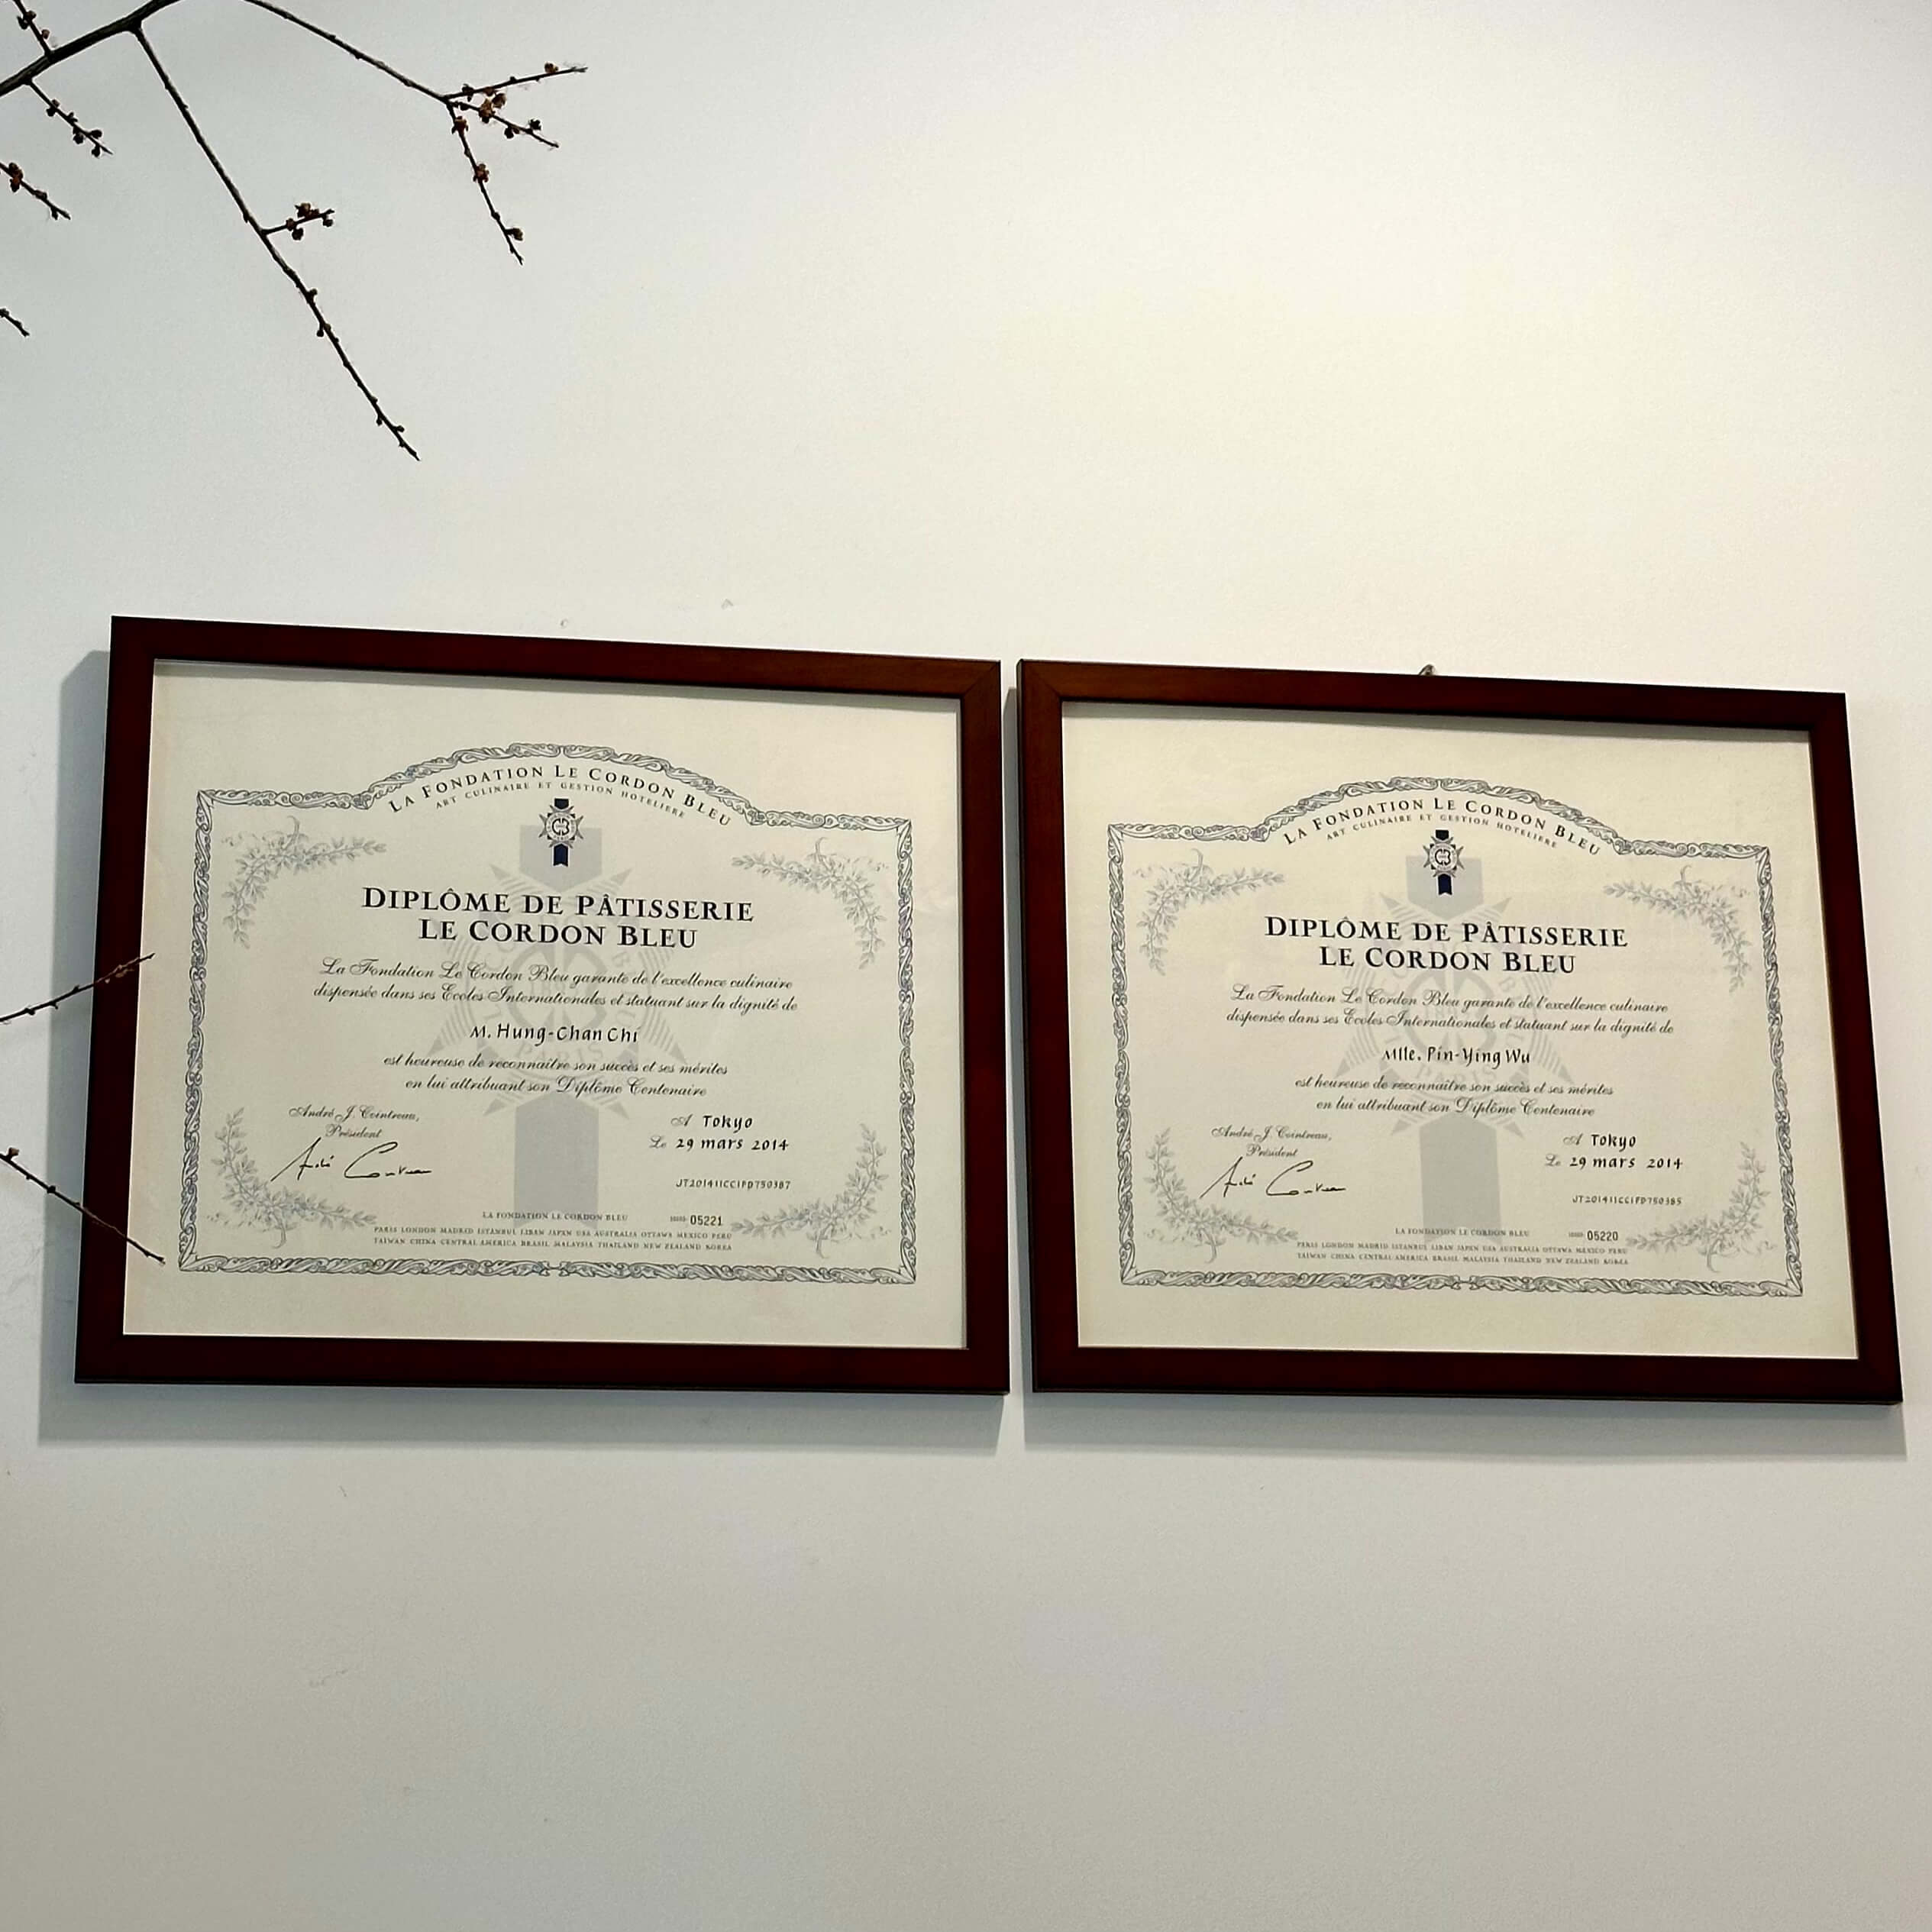 LA FONDATION LE CORDON BLEU
ART CULINAIRE ET GESTION HOTELIERE
DIPLÔME DE PÂTISSERIE
LE CORDON BLEU
La Fondation Le Cordon Bleu garante de l'excellence culinaire
dispensée dans ses Ecoles Internationales et statuant sur la dignité de
M. Hung-Chan Chi
est heureuse de reconnaître son succès et ses mérites
en lui attribuant son Diplôme Centenaire
André J. Cointreau,
Président
A Tokyo
Le 29 mars 2014
JT201411CCIPD750387
LA FONDATION LE CORDON BLEU
05221
PARIS LONDON MADRID ISTANBUL LIBAN JAPAN USA AUSTRALIA OTTAWA MEXICO PERU
TAIWAN CHINA CENTRAL AMERICA BRASIL MALAYSIA THAILAND NEW ZEALAND KOREA
LA FONDATION LE CORDON BLEU
ART CULINAIRE ET GESTION HOTELIERE
DIPLÔME DE PÂTISSERIE
LE CORDON BLEU
La Fondation Le Cordon Bleu garante de l'excellence culinaire
dispensée dans ses Ecoles Internationales et statuant sur la dignité de
Mlle. Pin-Ying Wu
est heureuse de reconnaître son succès et ses mérites
en lui attribuant son Diplôme Centenaire
André J. Cointreau,
Président
A Tokyo
Le 29 mars 2014
JT201411CCIPD750385
LA FONDATION LE CORDON BLEU
05220
PARIS LONDON MADRID ISTANBUL LIBAN JAPAN USA AUSTRALIA OTTAWA MEXICO PERU
TAIWAN CHINA CENTRAL AMERICA BRASIL MALAYSIA THAILAND NEW ZEALAND KOREA